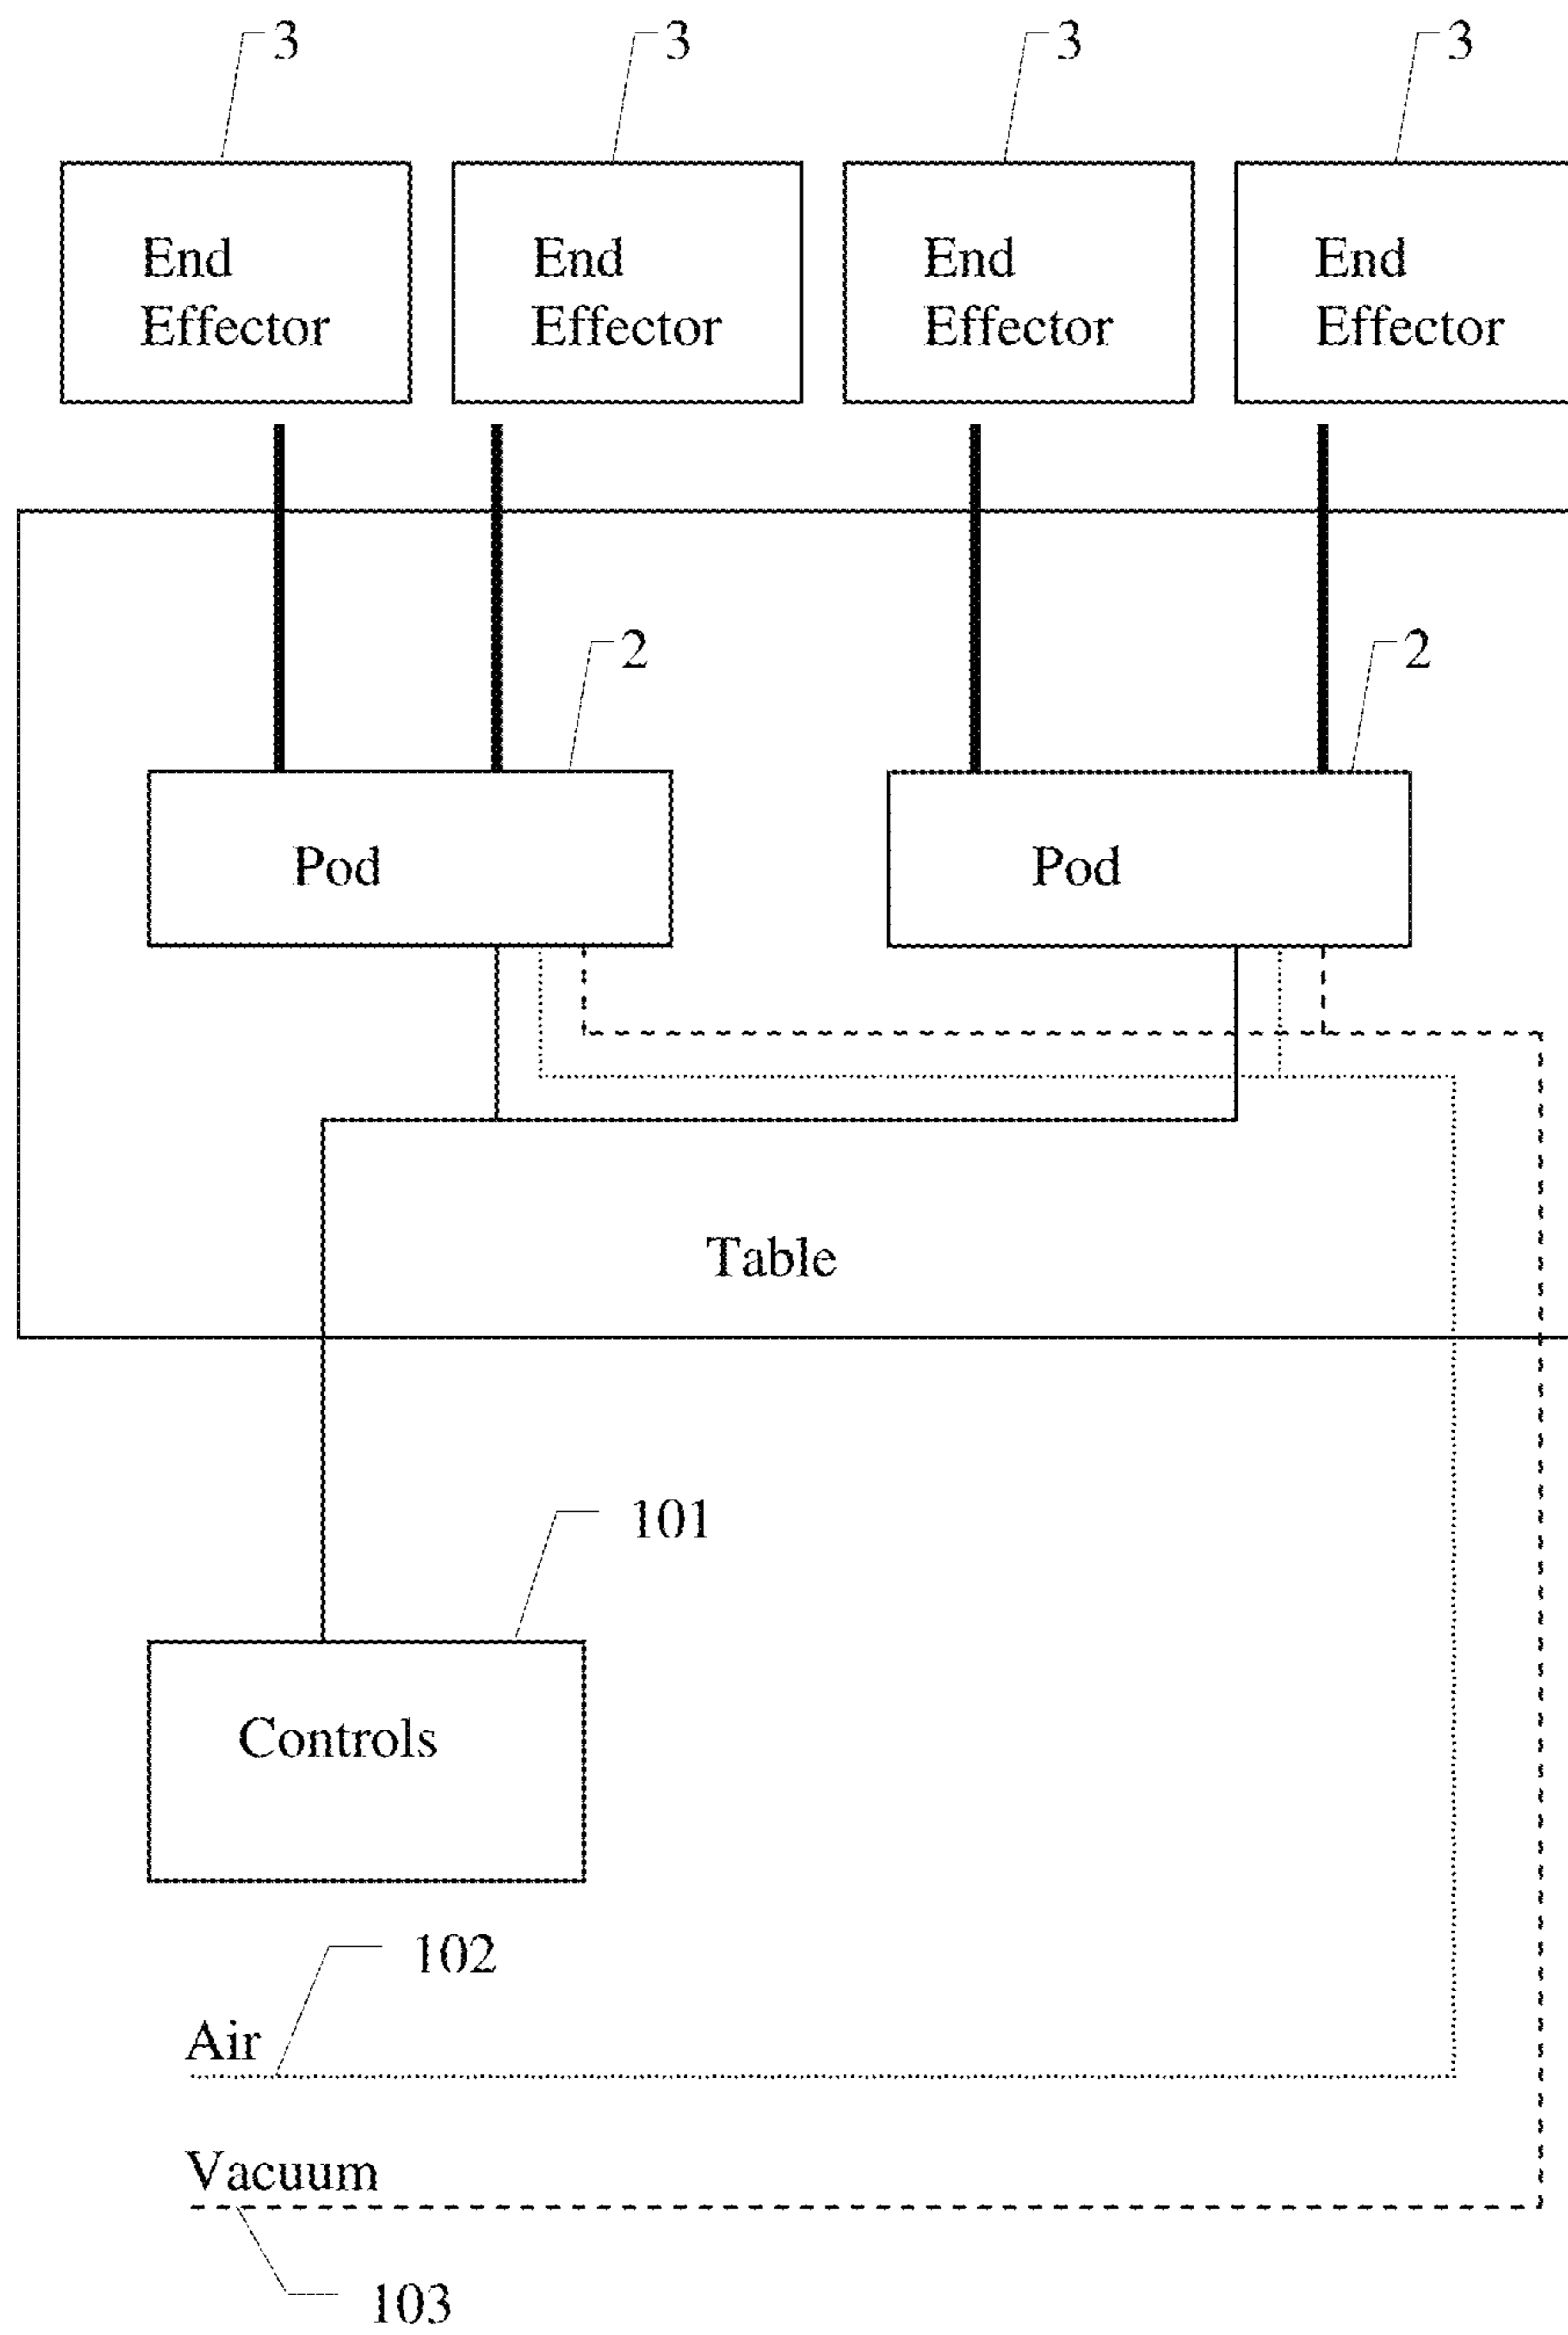 3 3 3 3
End End End End
Effector Effector Effector Effector
2 2
Pod Pod
Table
101
Controls
102
Air
Vacuum
103